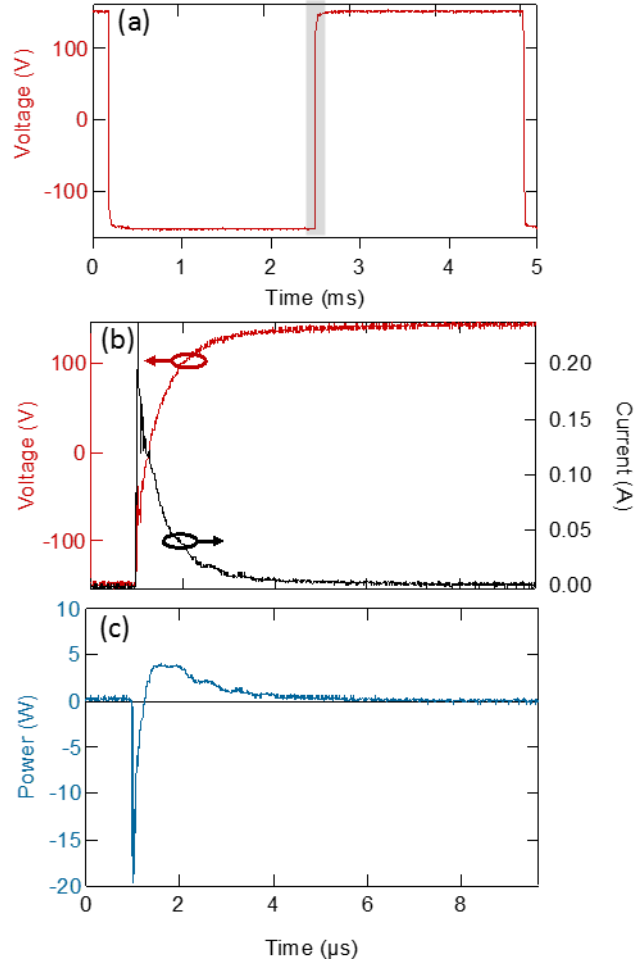 (a)
Voltage (V)
100
0
-100
0 1 2 3 4 5
Time (ms)
(b)
Voltage (V)
100
0
-100
0.20
0.15
0.10
0.05
0.00
Current (A)
(c)
Power (W)
10
5
0
-5
-10
-15
-20
0 2 4 6 8
Time (µs)